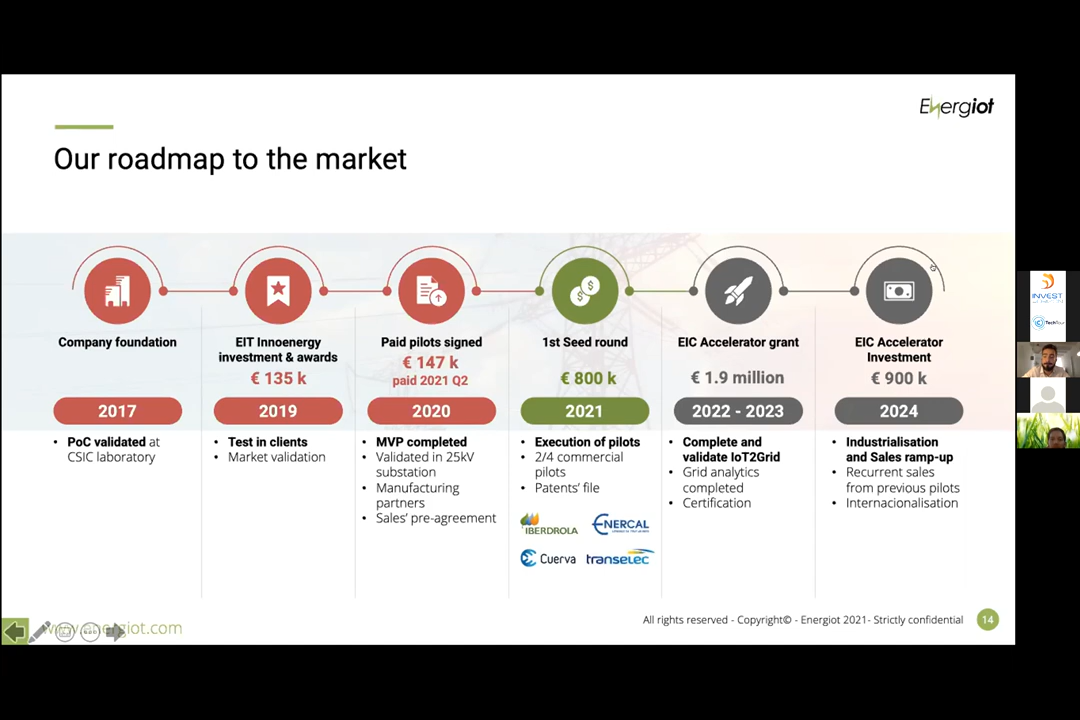 Energiot
Our roadmap to the market
Company foundation
2017
• PoC validated at
CSIC laboratory
EIT Innoenergy
investment & awards
€ 135 k
2019
• Test in clients
• Market validation
Paid pilots signed
€ 147 k
paid 2021 Q2
2020
• MVP completed
• Validated in 25kV
substation
• Manufacturing
partners
• Sales' pre-agreement
1st Seed round
€ 800 k
2021
• Execution of pilots
• 2/4 commercial
pilots
• Patents' file
IBERDROLA
ENERCAL
Cuerva
transelec
EIC Accelerator grant
€ 1.9 million
2022 - 2023
• Complete and
validate IoT2Grid
• Grid analytics
completed
• Certification
EIC Accelerator
Investment
€ 900 k
2024
• Industrialisation
and Sales ramp-up
• Recurrent sales
from previous pilots
• Internacionalisation
www.energiot.com
All rights reserved - Copyright© - Energiot 2021- Strictly confidential
14
INVEST
TechTour